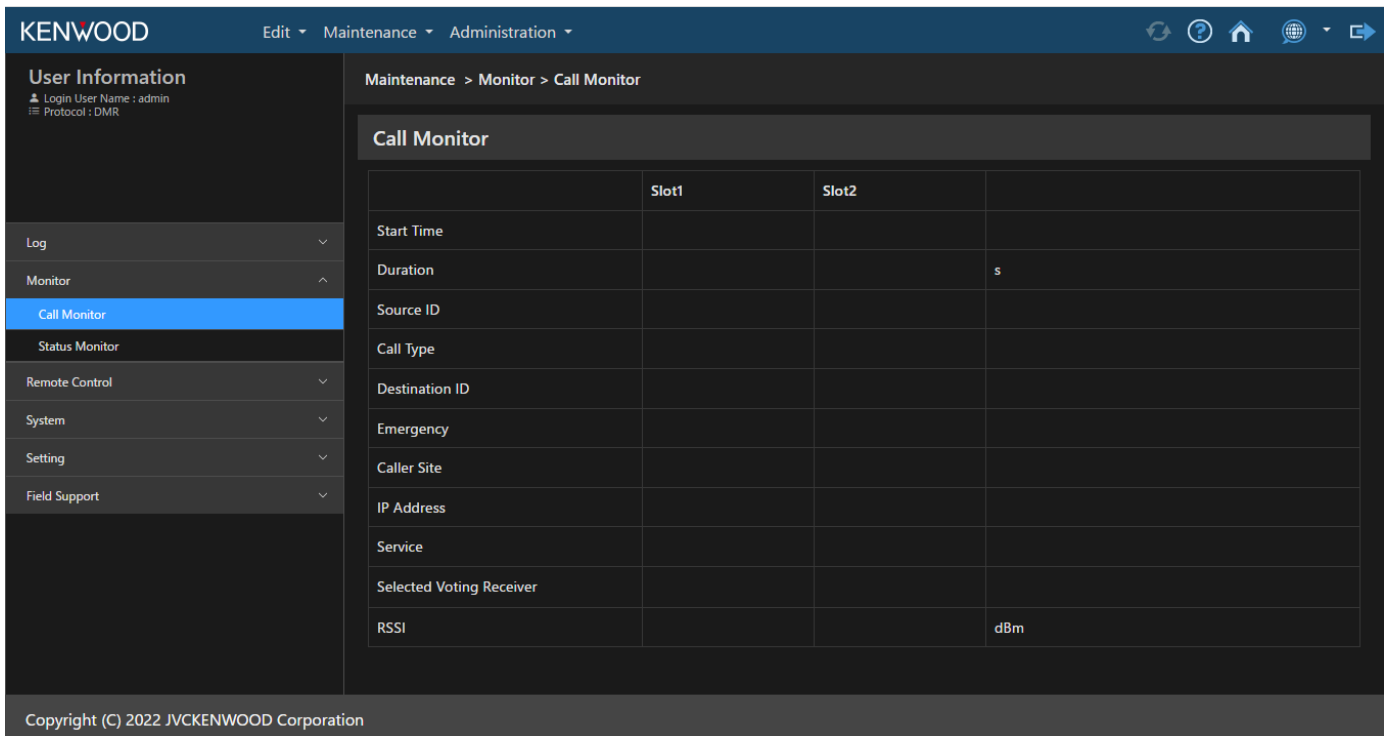 KENWOOD Edit Maintenance Administration
User Information
Login User Name : admin
Protocol : DMR
Log
Monitor
Call Monitor
Status Monitor
Remote Control
System
Setting
Field Support
Maintenance > Monitor > Call Monitor
Call Monitor
Slot1 Slot2
Start Time
Duration s
Source ID
Call Type
Destination ID
Emergency
Caller Site
IP Address
Service
Selected Voting Receiver
RSSI dBm
Copyright (C) 2022 JVCKENWOOD Corporation